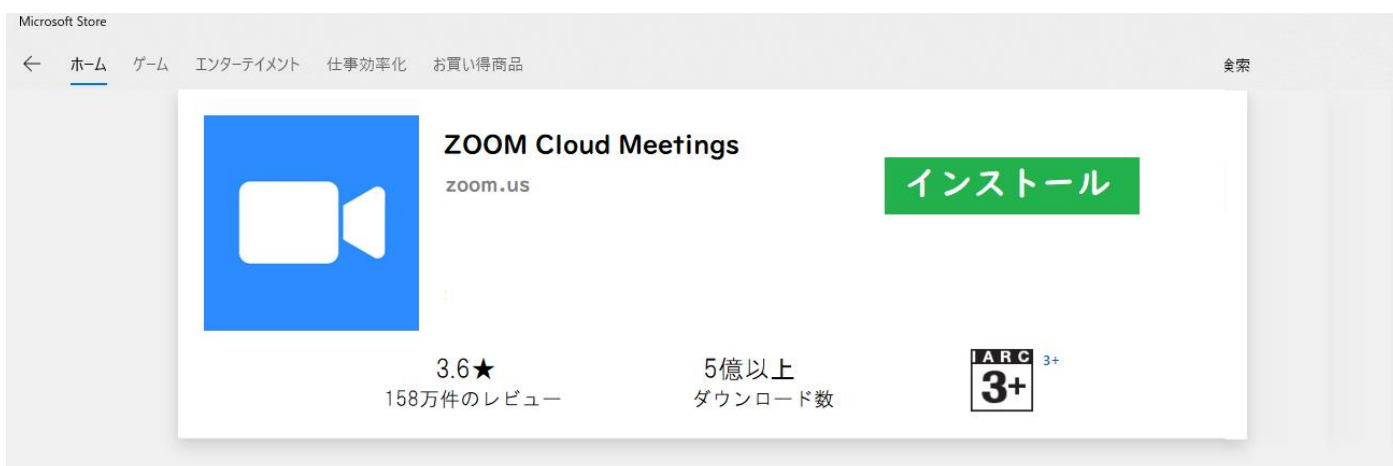 Microsoft Store
← ホーム ゲーム エンターテイメント 仕事効率化 お買い得商品
ZOOM Cloud Meetings
zoom.us
インストール
3.6★ 5億以上
158万件のレビュー ダウンロード数
IARC
3+
3+